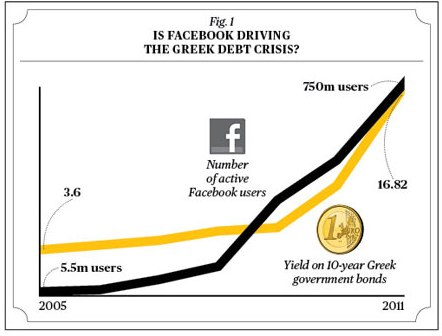 Fig. 1
IS FACEBOOK DRIVING
THE GREEK DEBT CRISIS?
750m users
f
Number
of active
Facebook users
16.82
3.6
1 EURO
5.5m users
Yield on 10-year Greek
government bonds
2005
2011